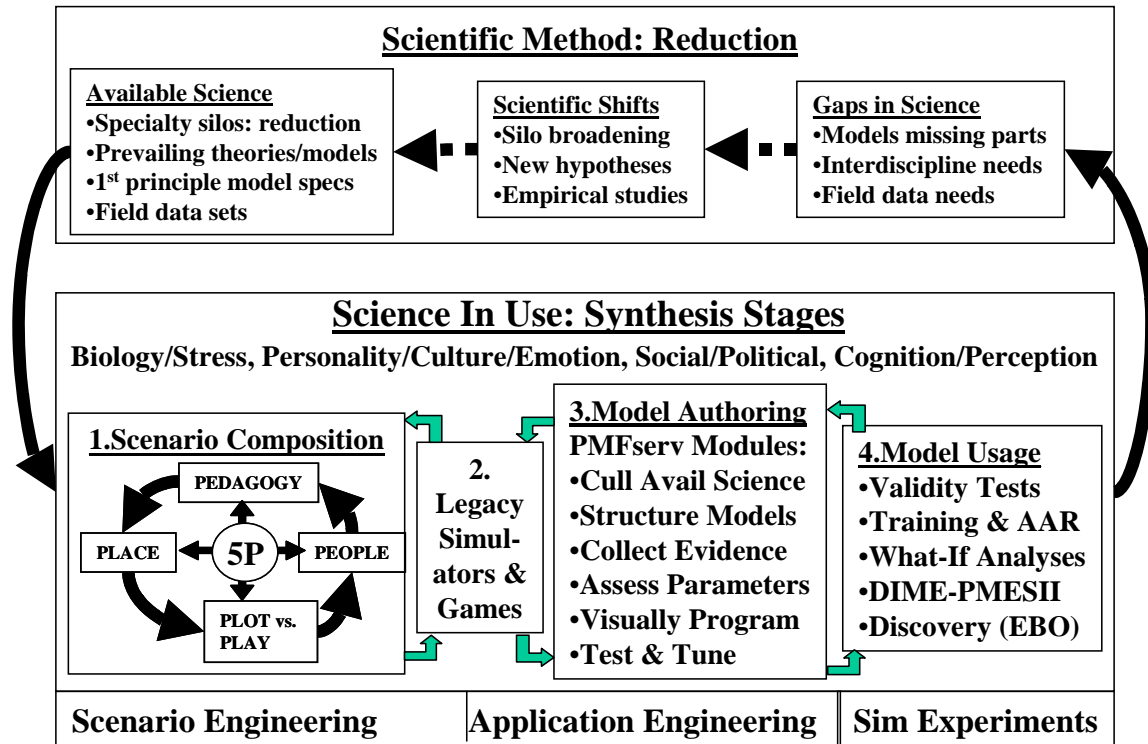 Scientific Method: Reduction
Available Science
•Specialty silos: reduction
•Prevailing theories/models
•1st principle model specs
•Field data sets
Scientific Shifts
•Silo broadening
•New hypotheses
•Empirical studies
Gaps in Science
•Models missing parts
•Interdiscipline needs
•Field data needs
Science In Use: Synthesis Stages
Biology/Stress, Personality/Culture/Emotion, Social/Political, Cognition/Perception
1.Scenario Composition
PEDAGOGY
PLACE
5P
PEOPLE
PLOT vs.
PLAY
2.
Legacy
Simul-
ators &
Games
3.Model Authoring
PMFserv Modules:
•Cull Avail Science
•Structure Models
•Collect Evidence
•Assess Parameters
•Visually Program
•Test & Tune
4.Model Usage
•Validity Tests
•Training & AAR
•What-If Analyses
•DIME-PMESII
•Discovery (EBO)
Scenario Engineering
Application Engineering
Sim Experiments